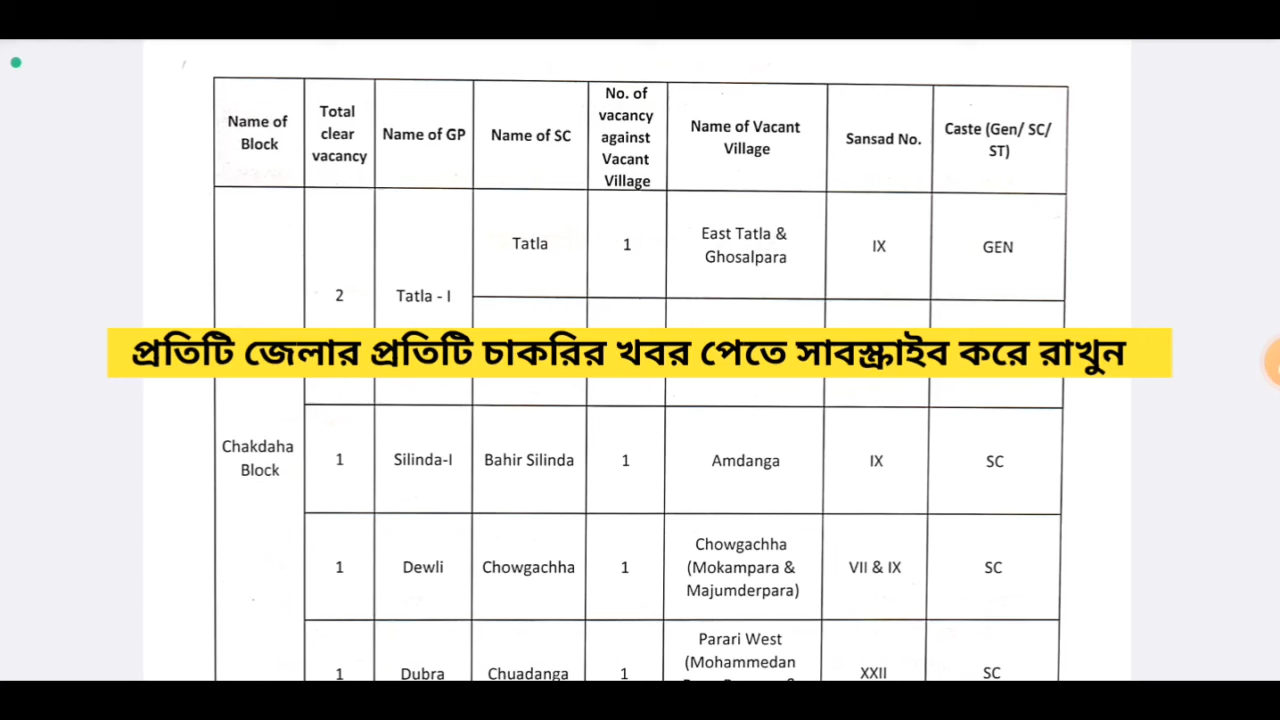 Name of Block
Total clear vacancy
Name of GP
Name of SC
No. of vacancy against Vacant Village
Name of Vacant Village
Sansad No.
Caste (Gen/ SC/ ST)
2
Tatla - I
Tatla
1
East Tatla & Ghosalpara
IX
GEN
প্রতিটি জেলার প্রতিটি চাকরির খবর পেতে সাবস্ক্রাইব করে রাখুন
Chakdaha Block
1
Silinda-I
Bahir Silinda
1
Amdanga
IX
SC
1
Dewli
Chowgachha
1
Chowgachha (Mokampara & Majumderpara)
VII & IX
SC
1
Dubra
Chuadanga
1
Parari West (Mohammedan
XXII
SC